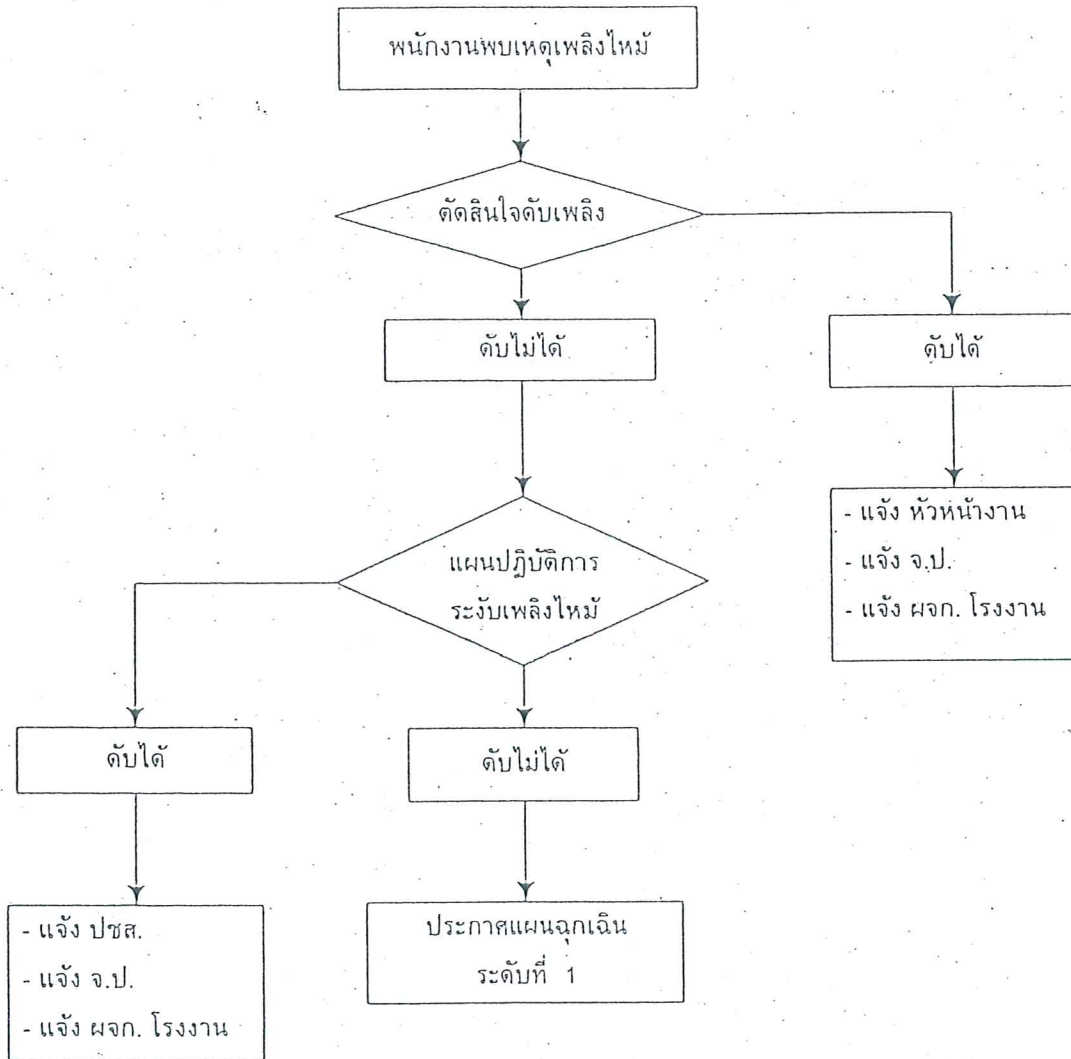 พนักงานพบเหตุเพลิงไหม้
ตัดสินใจดับเพลิง
ดับไม่ได้
ดับได้
- แจ้ง หัวหน้างาน
- แจ้ง จ.ป.
- แจ้ง ผจก. โรงงาน
แผนปฏิบัติการ
ระงับเพลิงไหม้
ดับได้
ดับไม่ได้
- แจ้ง ปชส.
- แจ้ง จ.ป.
- แจ้ง ผจก. โรงงาน
ประกาศแผนฉุกเฉิน
ระดับที่ 1